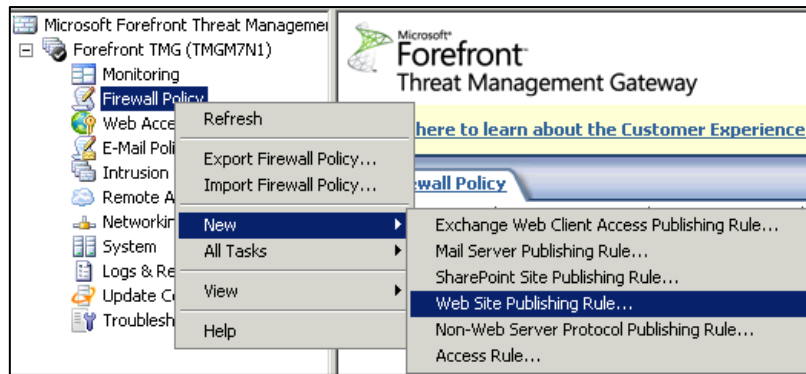 Microsoft Forefront Threat Manageme
Forefront TMG (TMGM7N1)
Monitoring
Firewall Policy
Web Acce
E-Mail Poli
Intrusion
Remote A
Networkin
System
Logs & Re
Update C
Troublesh
Refresh
Export Firewall Policy...
Import Firewall Policy...
New
All Tasks
View
Help
Microsoft
Forefront
Threat Management Gateway
here to learn about the Customer Experience
wall Policy
Exchange Web Client Access Publishing Rule...
Mail Server Publishing Rule...
SharePoint Site Publishing Rule...
Web Site Publishing Rule...
Non-Web Server Protocol Publishing Rule...
Access Rule...